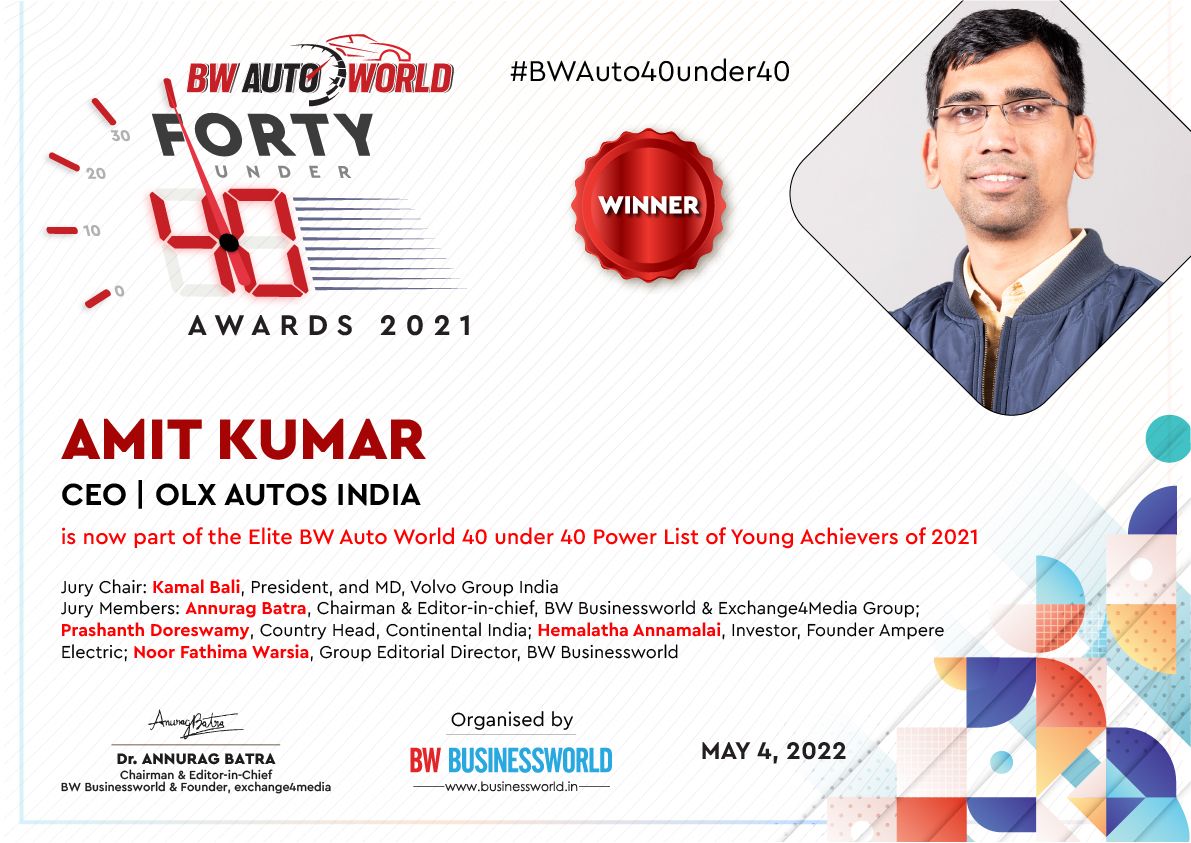 BW AUTO WORLD
#BWAuto40under40
FORTY
UNDER
40
30
20
10
0
AWARDS 2021
WINNER
AMIT KUMAR
CEO | OLX AUTOS INDIA
is now part of the Elite BW Auto World 40 under 40 Power List of Young Achievers of 2021
Jury Chair: Kamal Bali, President, and MD, Volvo Group India
Jury Members: Annurag Batra, Chairman & Editor-in-chief, BW Businessworld & Exchange4Media Group;
Prashanth Doreswamy, Country Head, Continental India; Hemalatha Annamalai, Investor, Founder Ampere
Electric; Noor Fathima Warsia, Group Editorial Director, BW Businessworld
Anurag Batra
Dr. ANNURAG BATRA
Chairman & Editor-in-Chief
BW Businessworld & Founder, exchange4media
Organised by
BW BUSINESSWORLD
www.businessworld.in
MAY 4, 2022